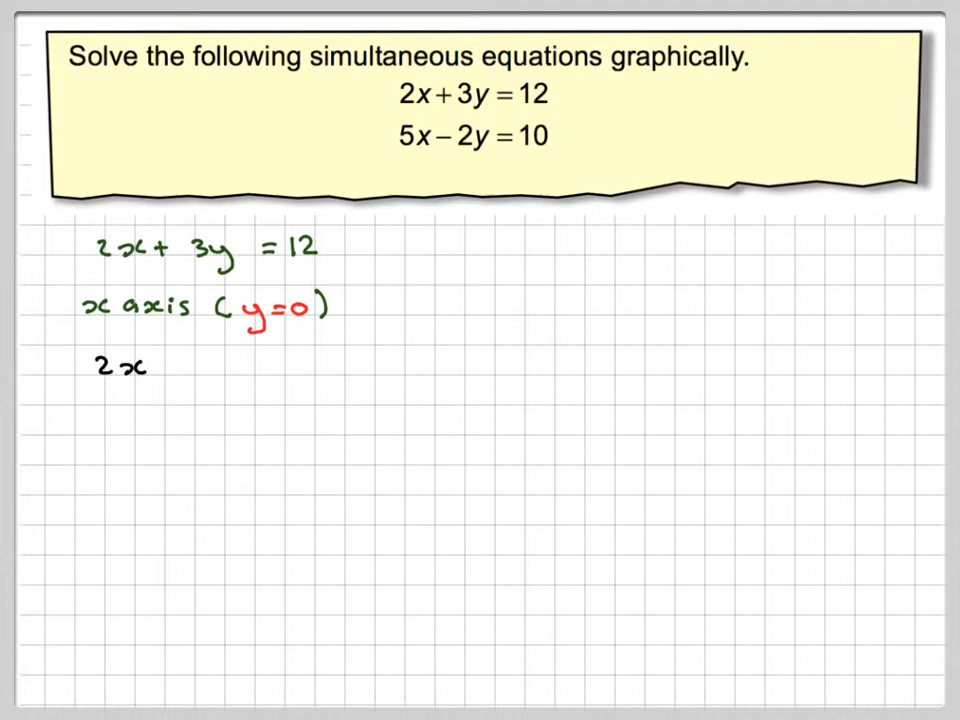 Solve the following simultaneous equations graphically.
2x + 3y = 12
5x − 2y = 10
2x + 3y = 12
x axis ( y=0 )
2x